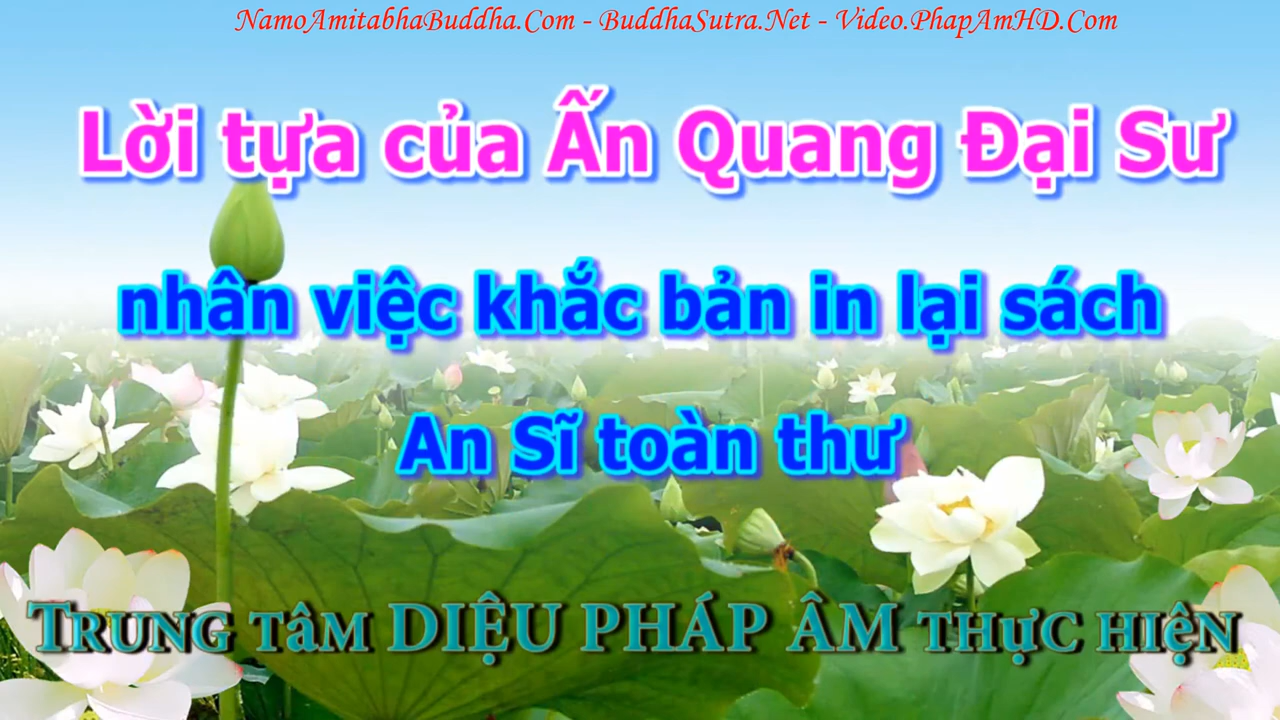 NamoAmitabhaBuddha.Com - BuddhaSutra.Net - Video.PhapAmHD.Com
Lời tựa của Ấn Quang Đại Sư
nhân việc khắc bản in lại sách
An Sĩ toàn thư
TRUNG TâM DIỆU PHÁP ÂM THựC HIệN